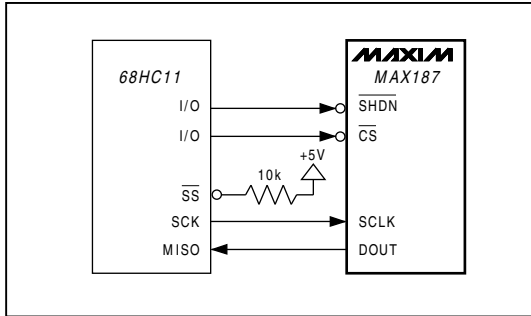 MAXIM
68HC11
MAX187
I/O
SHDN
I/O
CS
+5V
10k
SS
SCK
SCLK
MISO
DOUT